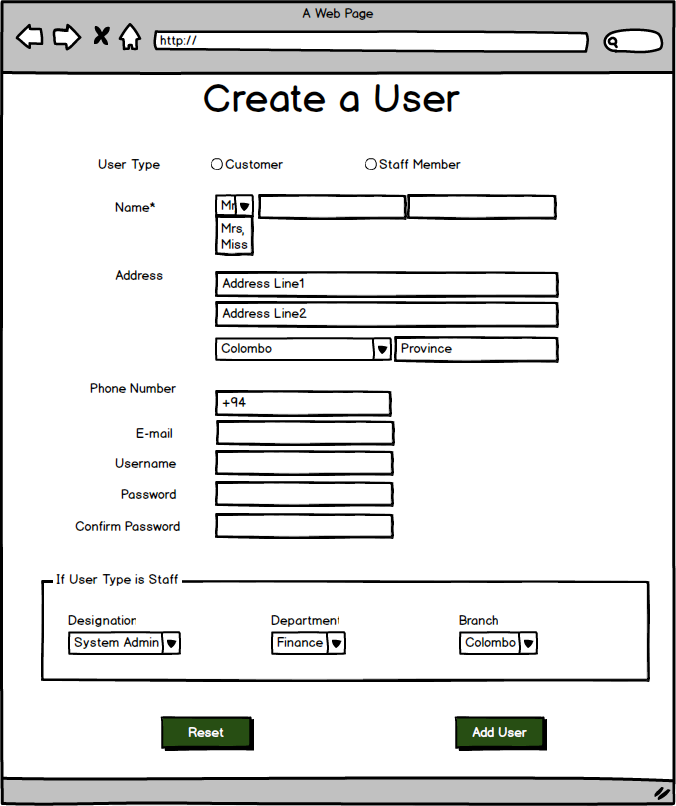 A Web Page
http://
Create a User
User Type Customer Staff Member
Name* Mr
Mrs,
Miss
Address
Address Line1
Address Line2
Colombo Province
Phone Number
+94
E-mail
Username
Password
Confirm Password
If User Type is Staff
Designation Department Branch
System Admin Finance Colombo
Reset Add User